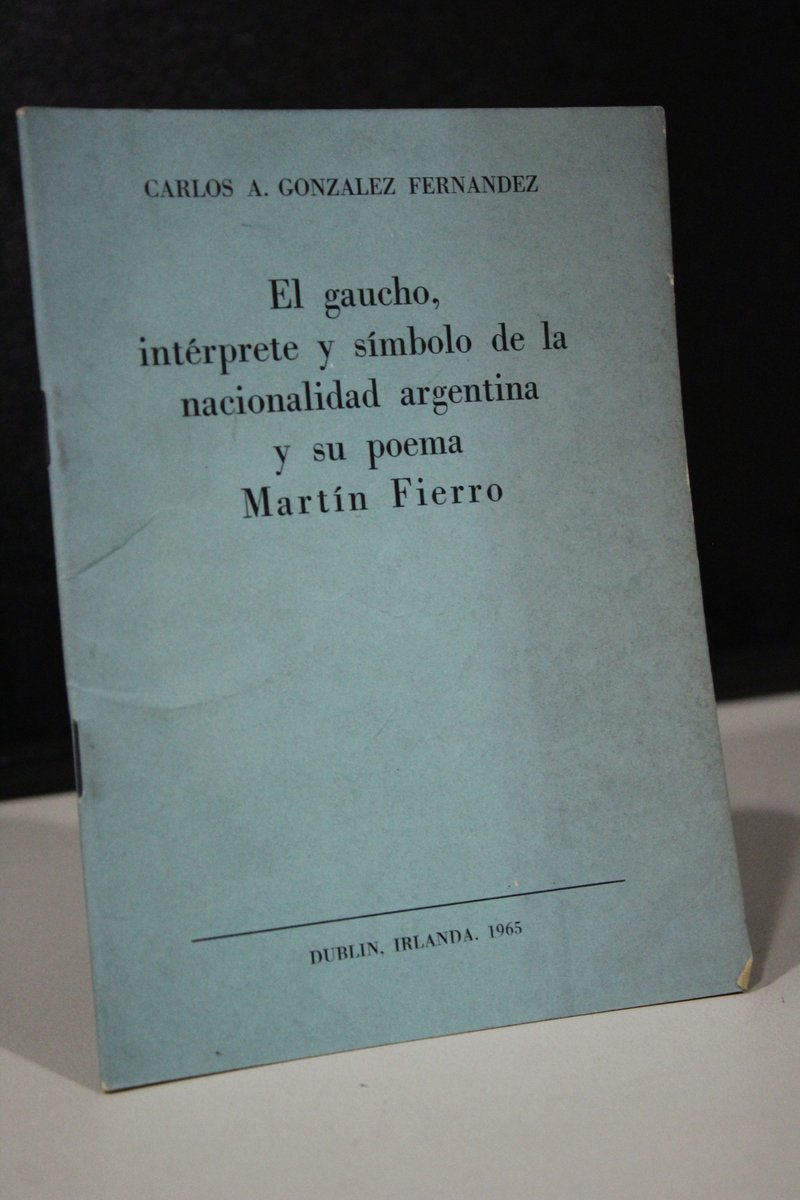 CARLOS A. GONZALEZ FERNANDEZ
El gaucho,
intérprete y símbolo de la
nacionalidad argentina
y su poema
Martín Fierro
DUBLIN, IRLANDA. 1965